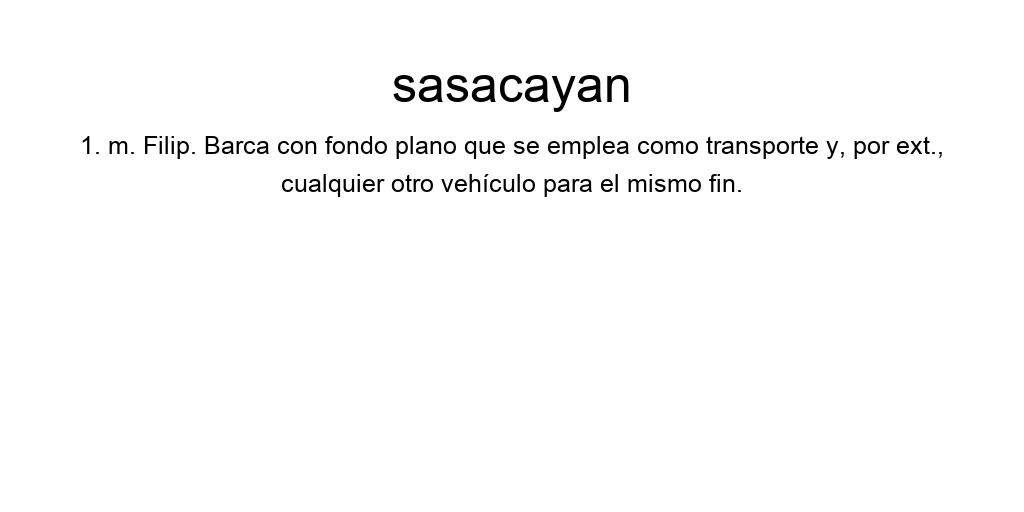 sasacayan
1. m. Filip. Barca con fondo plano que se emplea como transporte y, por ext.,
cualquier otro vehículo para el mismo fin.